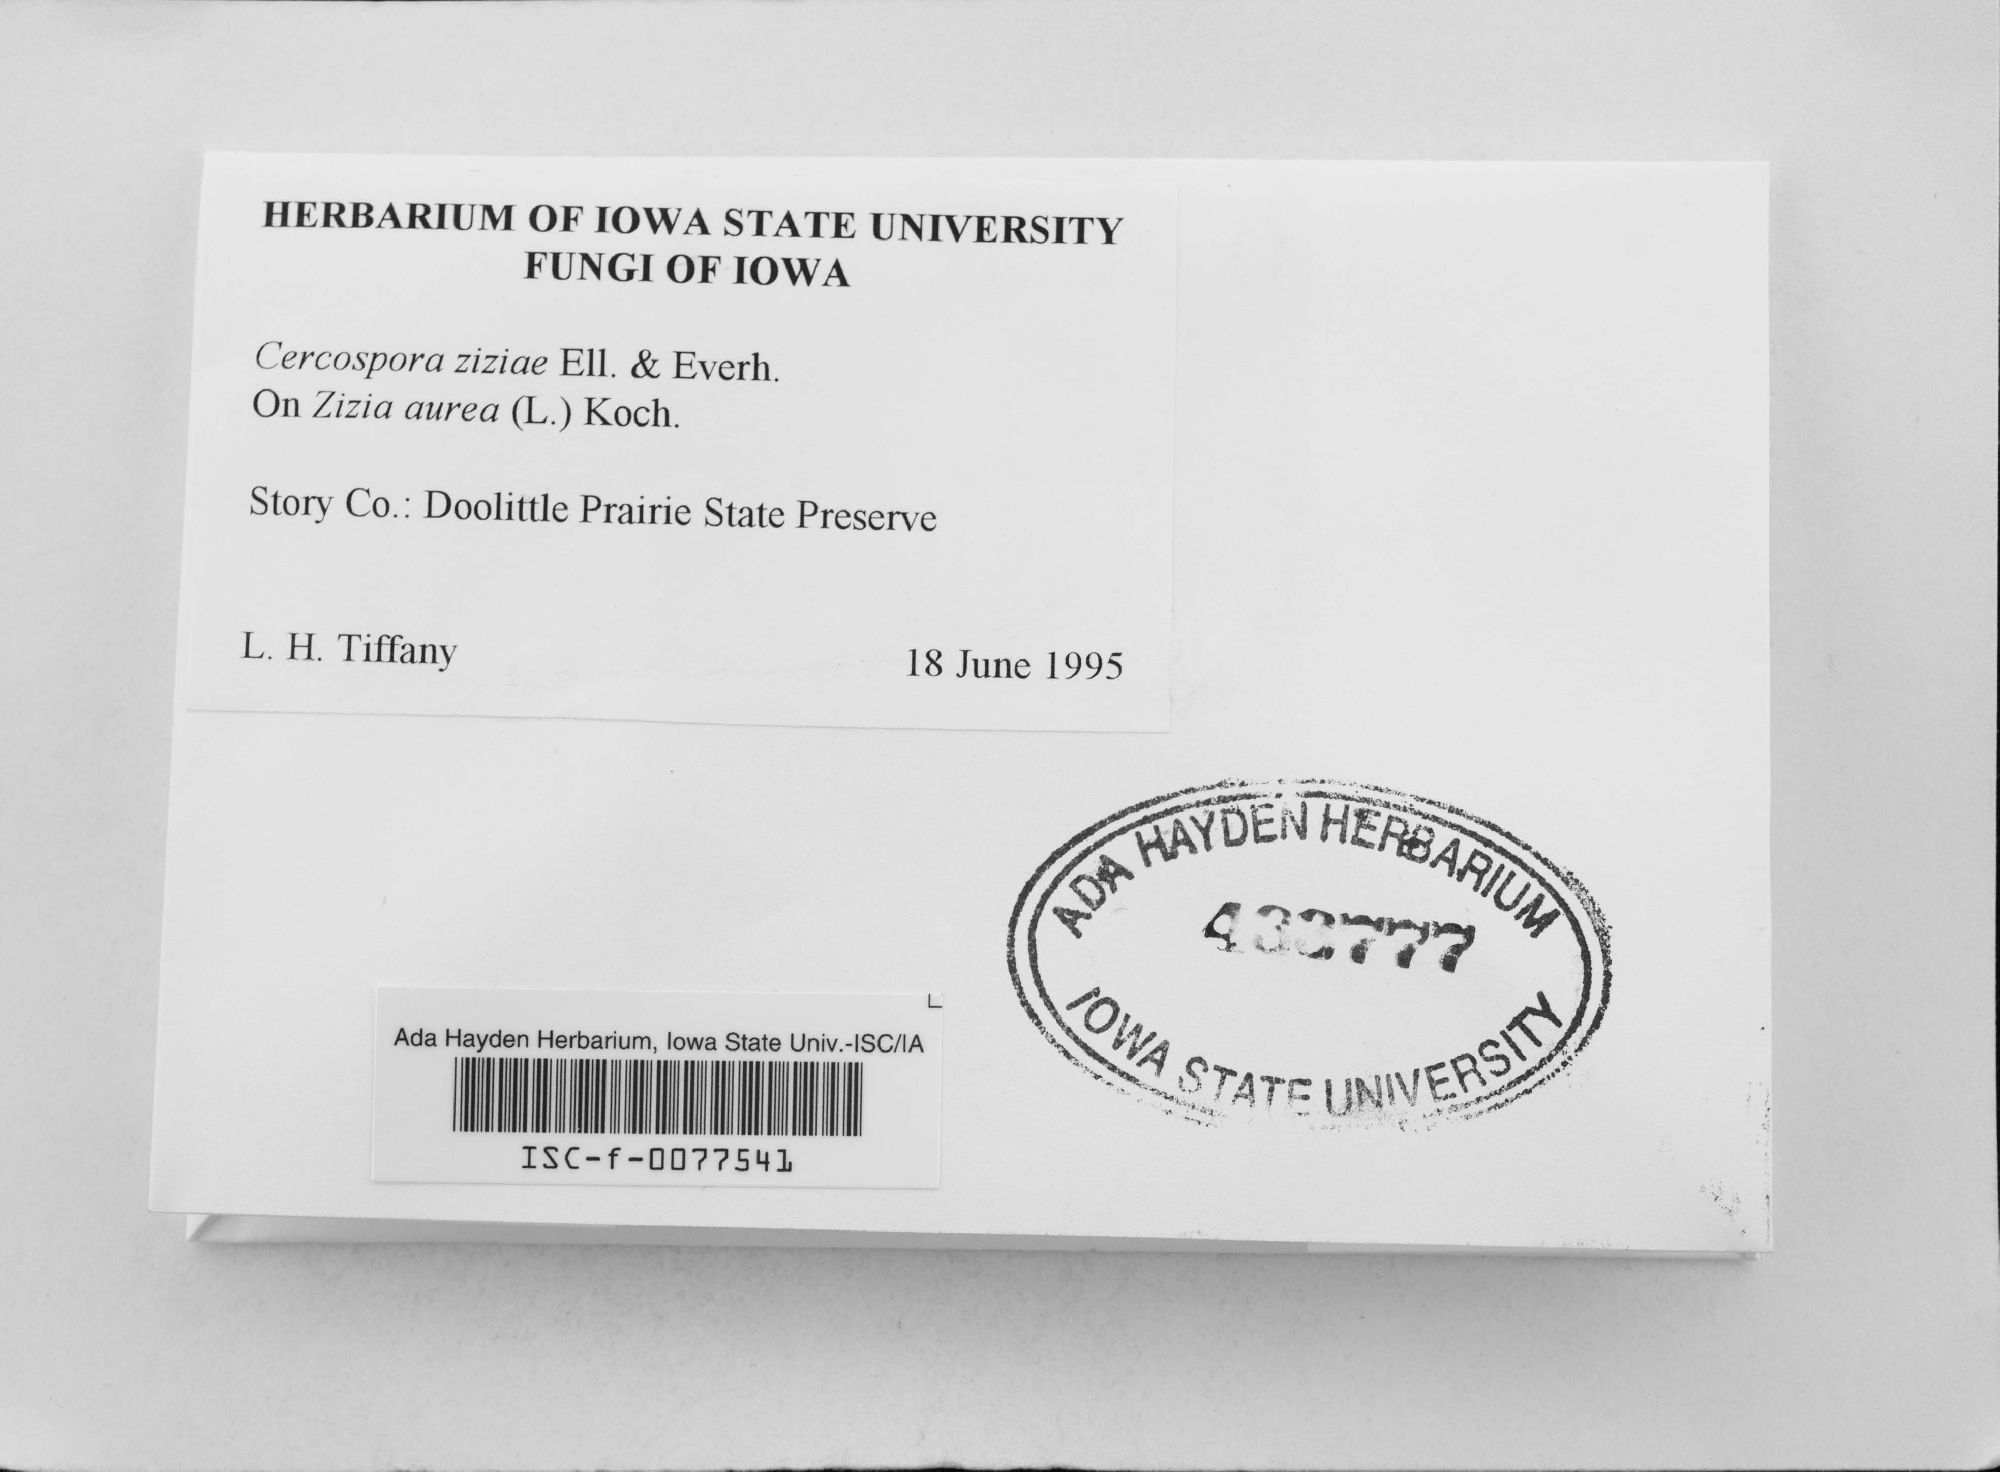 HERBARIUM OF IOWA STATE UNIVERSITY
FUNGI OF IOWA
Cercospora ziziae Ell. & Everh.
On Zizia aurea (L.) Koch.
Story Co.: Doolittle Prairie State Preserve
L. H. Tiffany 18 June 1995
ADA HAYDEN HERBARIUM
IOWA STATE UNIVERSITY
Ada Hayden Herbarium, Iowa State Univ.-ISC/IA
ISC-f-0077541